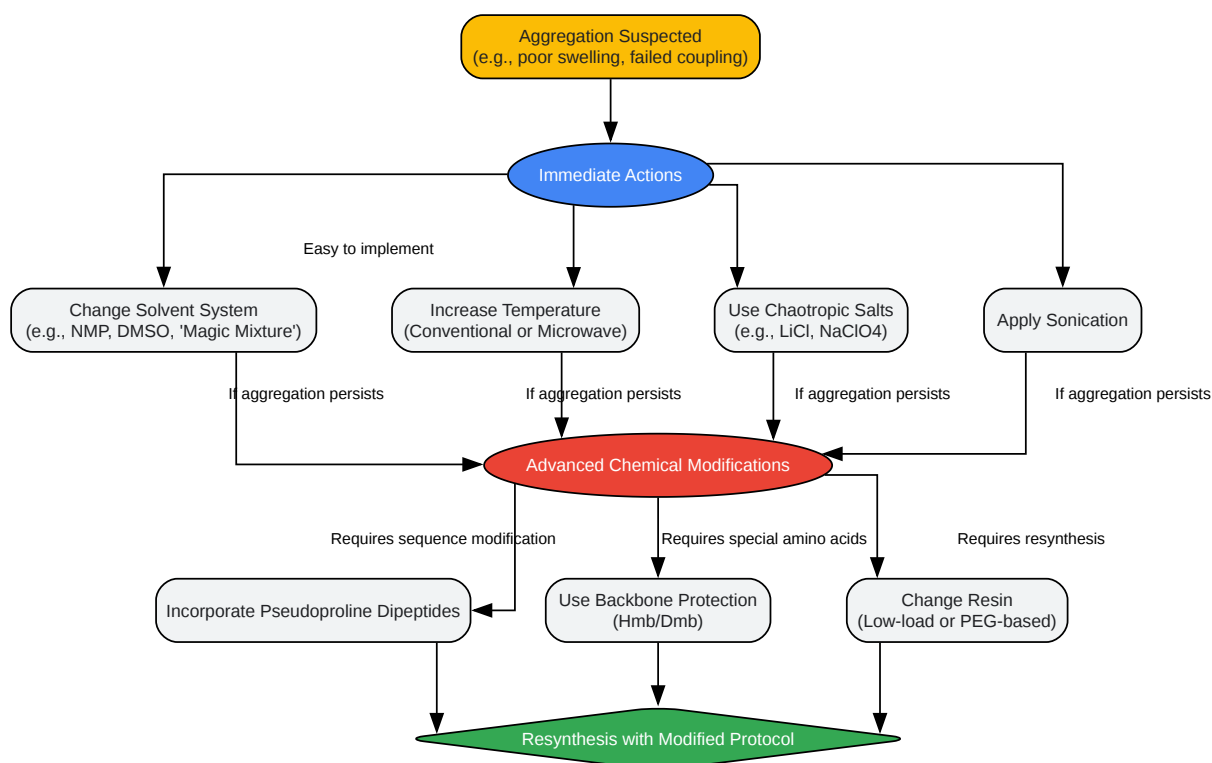 Aggregation Suspected
(e.g., poor swelling, failed coupling)
Immediate Actions
Easy to implement
Change Solvent System
(e.g., NMP, DMSO, 'Magic Mixture')
Increase Temperature
(Conventional or Microwave)
Use Chaotropic Salts
(e.g., LiCl, NaClO4)
Apply Sonication
If aggregation persists
If aggregation persists
If aggregation persists
If aggregation persists
Advanced Chemical Modifications
Requires sequence modification
Requires special amino acids
Requires resynthesis
Incorporate Pseudoproline Dipeptides
Use Backbone Protection
(Hmb/Dmb)
Change Resin
(Low-load or PEG-based)
Resynthesis with Modified Protocol